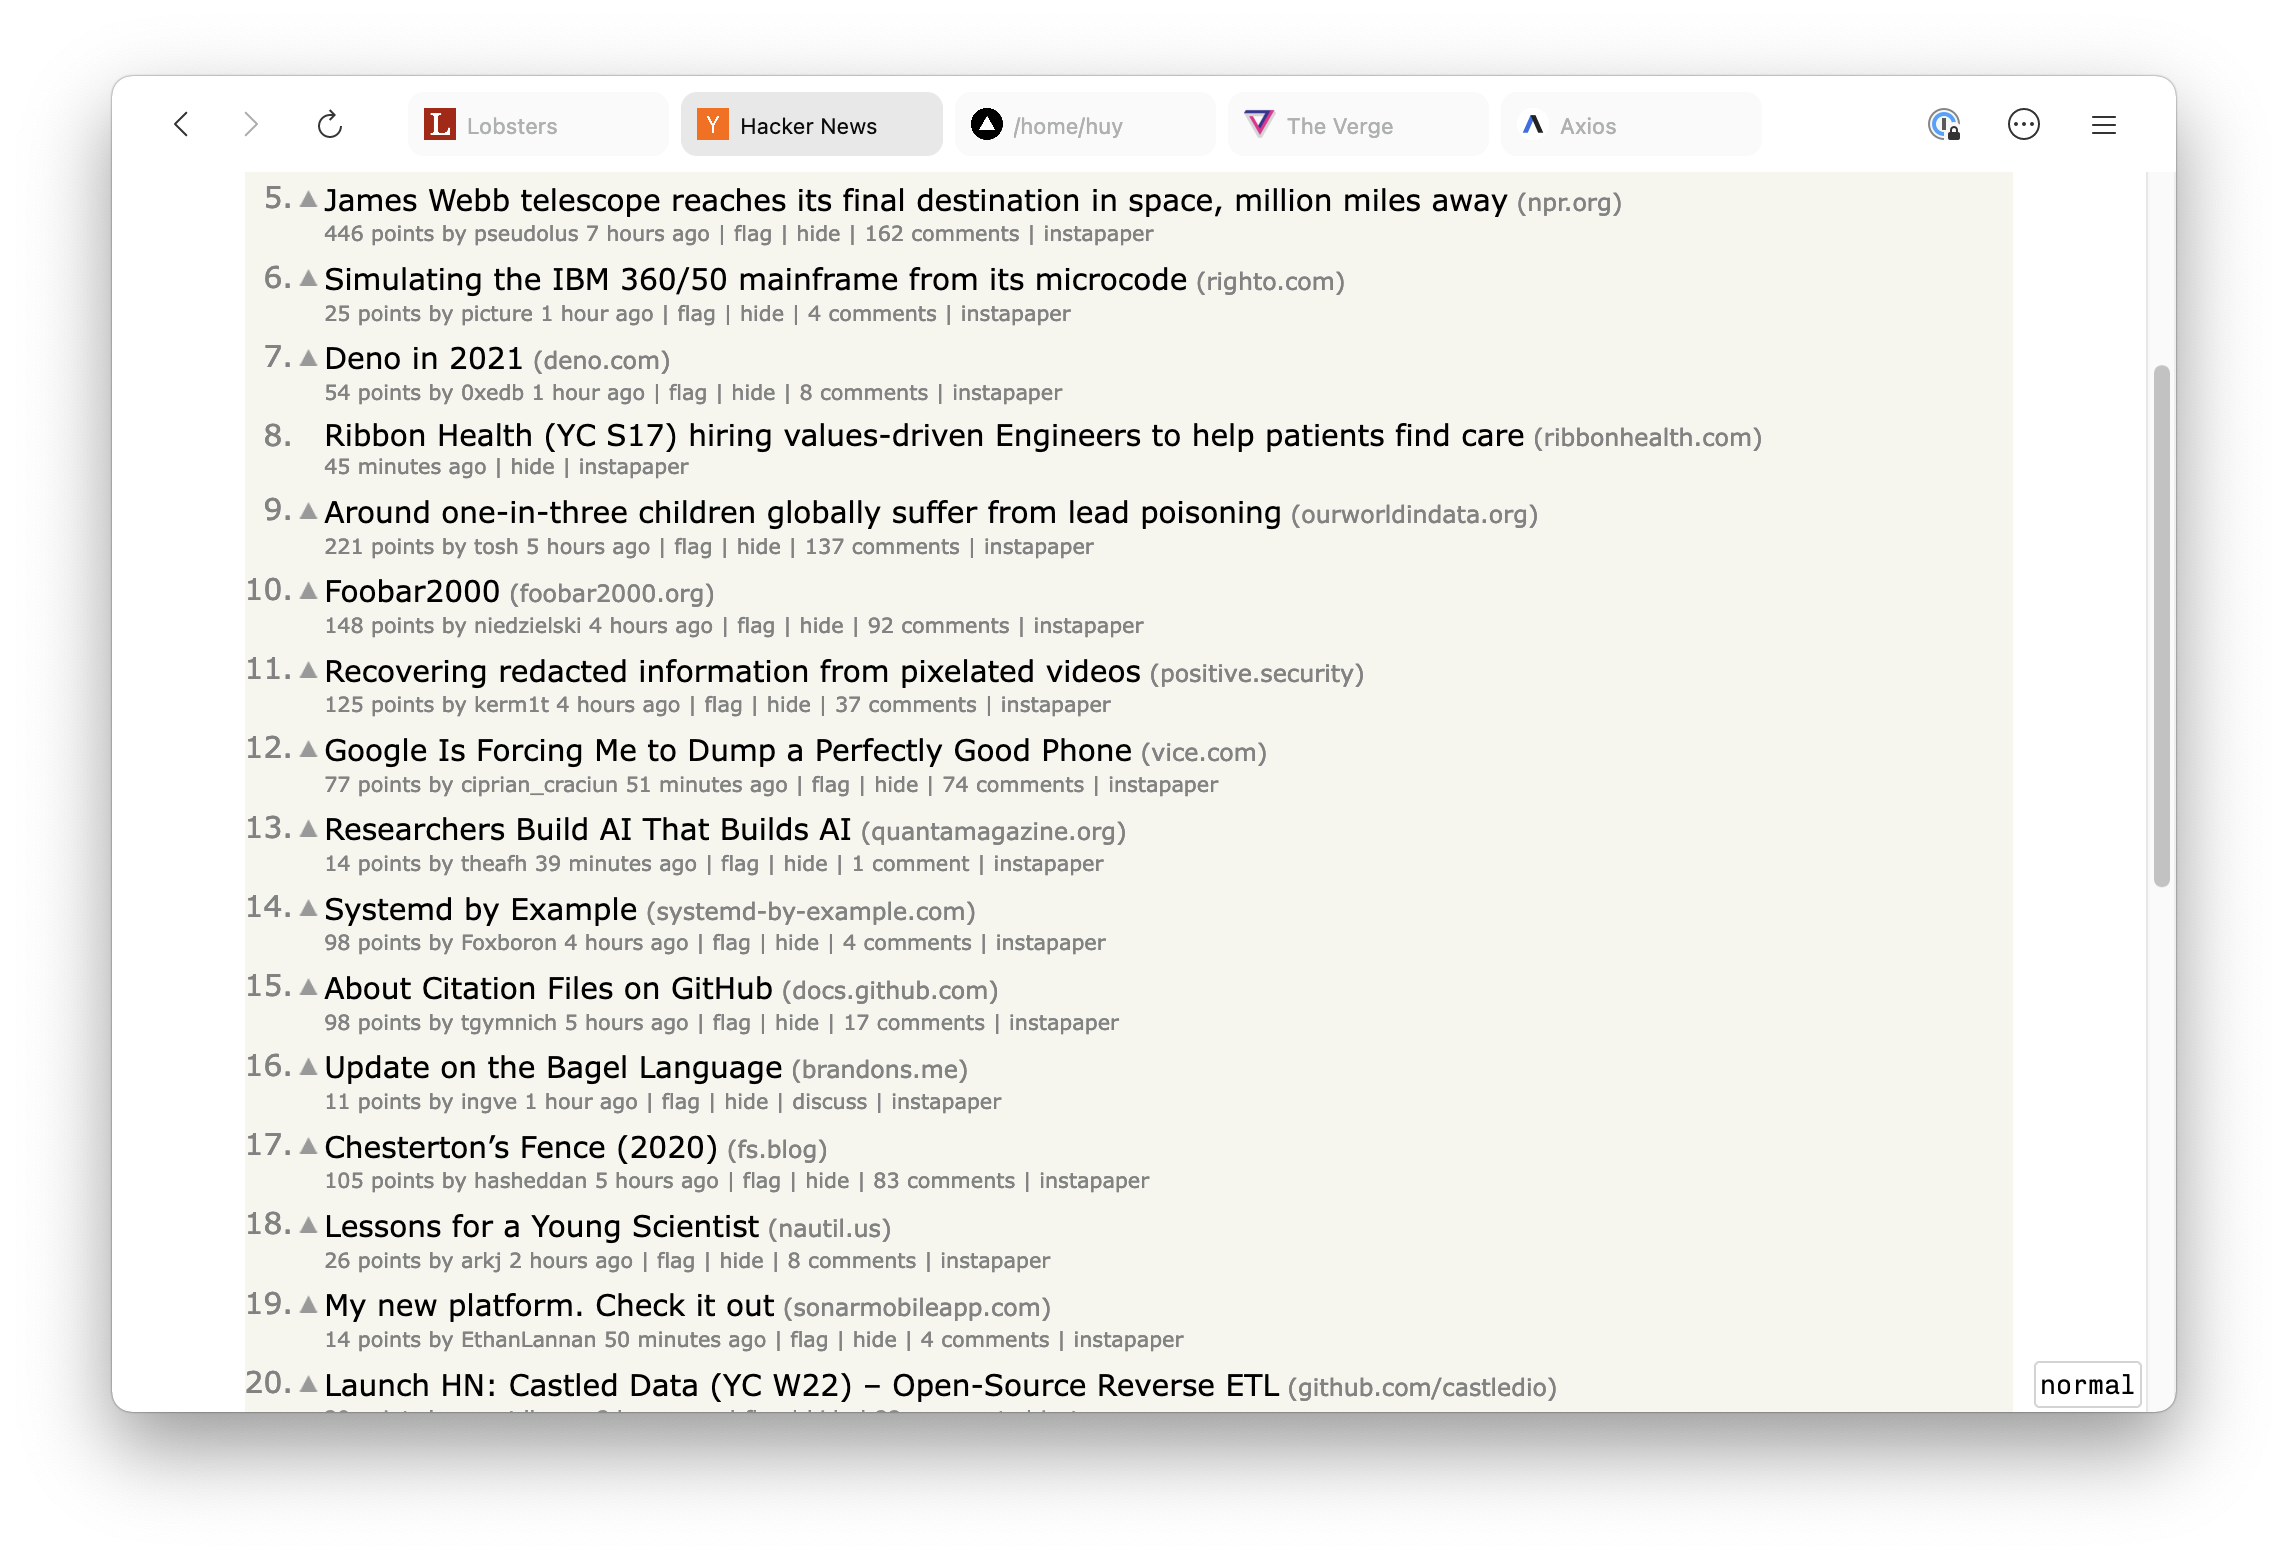 Lobsters
Hacker News
/home/huy
The Verge
Axios
5. James Webb telescope reaches its final destination in space, million miles away (npr.org)
446 points by pseudolus 7 hours ago | flag | hide | 162 comments | instapaper
6. Simulating the IBM 360/50 mainframe from its microcode (righto.com)
25 points by picture 1 hour ago | flag | hide | 4 comments | instapaper
7. Deno in 2021 (deno.com)
54 points by 0xedb 1 hour ago | flag | hide | 8 comments | instapaper
8. Ribbon Health (YC S17) hiring values-driven Engineers to help patients find care (ribbonhealth.com)
45 minutes ago | hide | instapaper
9. Around one-in-three children globally suffer from lead poisoning (ourworldindata.org)
221 points by tosh 5 hours ago | flag | hide | 137 comments | instapaper
10. Foobar2000 (foobar2000.org)
148 points by niedzielski 4 hours ago | flag | hide | 92 comments | instapaper
11. Recovering redacted information from pixelated videos (positive.security)
125 points by kerm1t 4 hours ago | flag | hide | 37 comments | instapaper
12. Google Is Forcing Me to Dump a Perfectly Good Phone (vice.com)
77 points by ciprian_craciun 51 minutes ago | flag | hide | 74 comments | instapaper
13. Researchers Build AI That Builds AI (quantamagazine.org)
14 points by theafh 39 minutes ago | flag | hide | 1 comment | instapaper
14. Systemd by Example (systemd-by-example.com)
98 points by Foxboron 4 hours ago | flag | hide | 4 comments | instapaper
15. About Citation Files on GitHub (docs.github.com)
98 points by tgymnich 5 hours ago | flag | hide | 17 comments | instapaper
16. Update on the Bagel Language (brandons.me)
11 points by ingve 1 hour ago | flag | hide | discuss | instapaper
17. Chesterton’s Fence (2020) (fs.blog)
105 points by hasheddan 5 hours ago | flag | hide | 83 comments | instapaper
18. Lessons for a Young Scientist (nautil.us)
26 points by arkj 2 hours ago | flag | hide | 8 comments | instapaper
19. My new platform. Check it out (sonarmobileapp.com)
14 points by EthanLannan 50 minutes ago | flag | hide | 4 comments | instapaper
20. Launch HN: Castled Data (YC W22) – Open-Source Reverse ETL (github.com/castledio)
normal